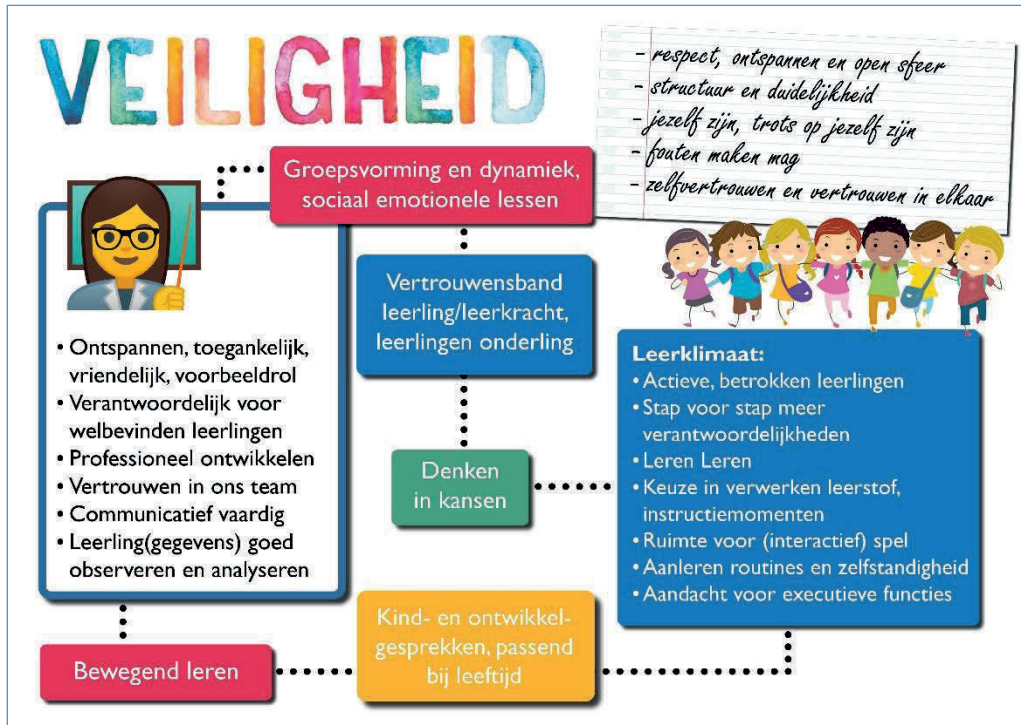 VEILIGHEID
- respect, ontspannen en open sfeer
- structuur en duidelijkheid
- jezelf zijn, trots op jezelf zijn
- fouten maken mag
- zelfvertrouwen en vertrouwen in elkaar
Groepsvorming en dynamiek,
sociaal emotionele lessen
Vertrouwensband
leerling/leerkracht,
leerlingen onderling
• Ontspannen, toegankelijk,
vriendelijk, voorbeeldrol
• Verantwoordelijk voor
welbevinden leerlingen
• Professioneel ontwikkelen
• Vertrouwen in ons team
• Communicatief vaardig
• Leerling(gegevens) goed
observeren en analyseren
Denken
in kansen
Leerklimaat:
• Actieve, betrokken leerlingen
• Stap voor stap meer
verantwoordelijkheden
• Leren Leren
• Keuze in verwerken leerstof,
instructiemomenten
• Ruimte voor (interactief) spel
• Aanleren routines en zelfstandigheid
• Aandacht voor executieve functies
Bewegend leren
Kind- en ontwikkel-
gesprekken, passend
bij leeftijd